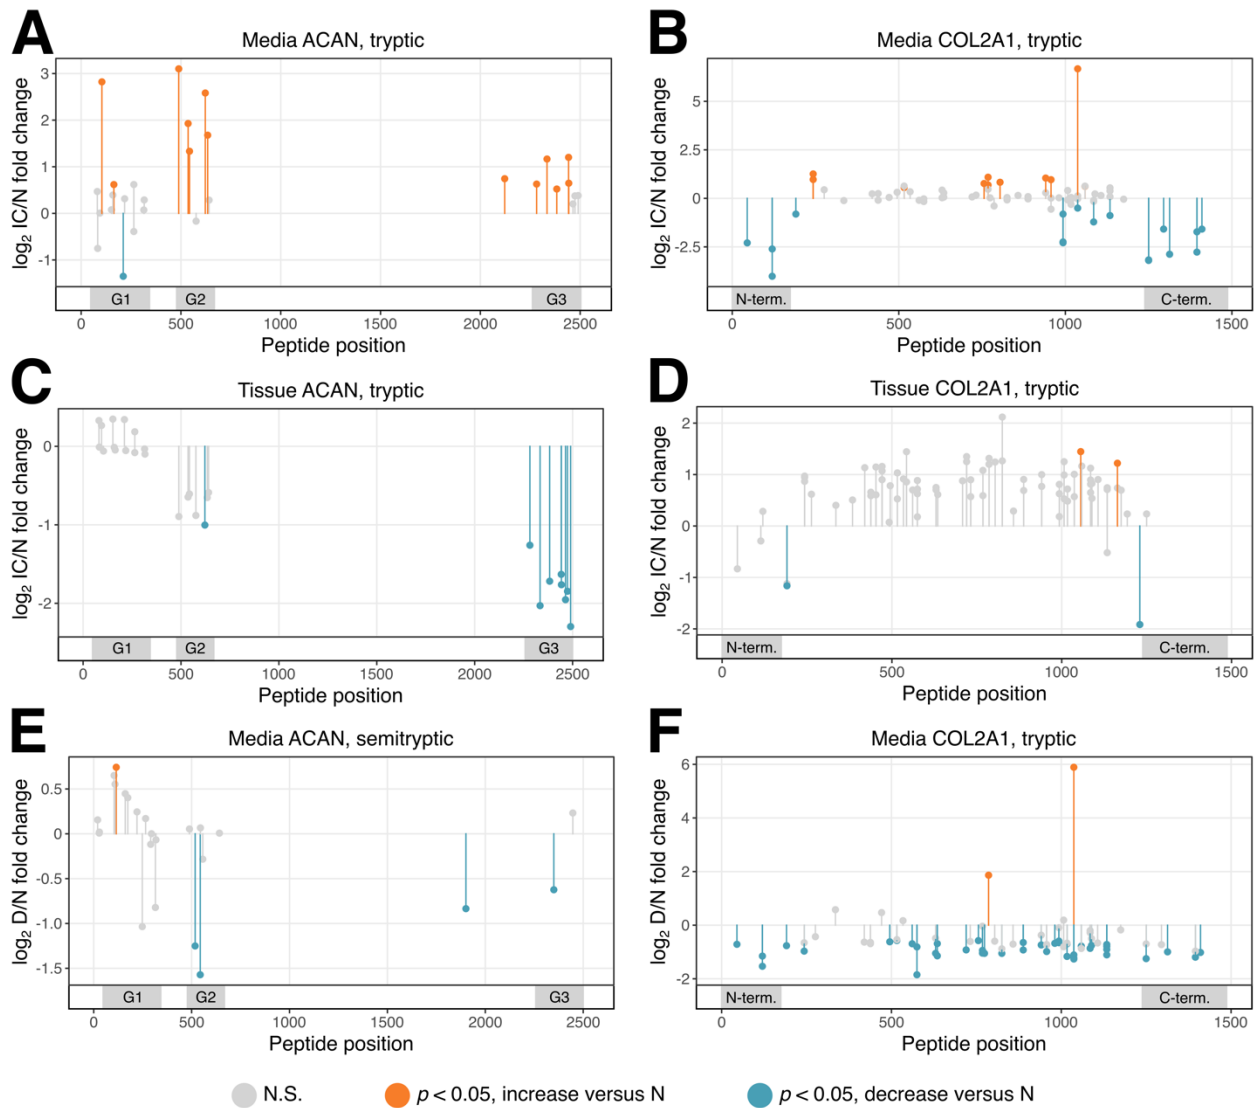 A
Media ACAN, tryptic
log2 IC/N fold change
3
2
1
0
-1
G1 G2 G3
0 500 1000 1500 2000 2500
Peptide position
B
Media COL2A1, tryptic
log2 IC/N fold change
5
2.5
0
-2.5
N-term. C-term.
0 500 1000 1500
Peptide position
C
Tissue ACAN, tryptic
log2 IC/N fold change
0
-1
-2
G1 G2 G3
0 500 1000 1500 2000 2500
Peptide position
D
Tissue COL2A1, tryptic
log2 IC/N fold change
2
1
0
-1
-2
N-term. C-term.
0 500 1000 1500
Peptide position
E
Media ACAN, semitryptic
log2 D/N fold change
0.5
0
-0.5
-1.0
-1.5
G1 G2 G3
0 500 1000 1500 2000 2500
Peptide position
F
Media COL2A1, tryptic
log2 D/N fold change
6
4
2
0
-2
N-term. C-term.
0 500 1000 1500
Peptide position
N.S. p < 0.05, increase versus N p < 0.05, decrease versus N